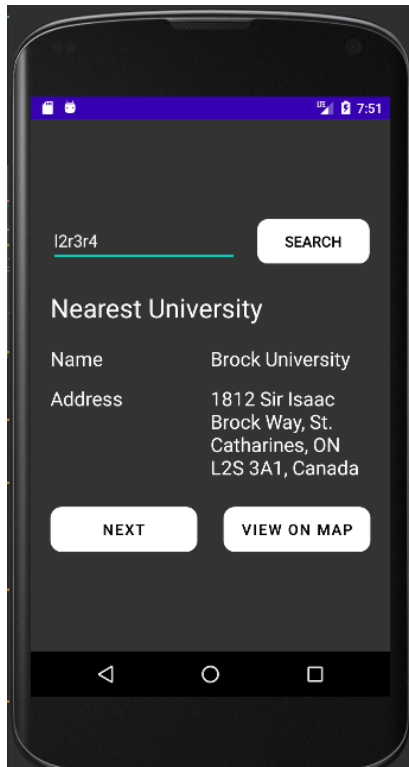 LTE 7:51
l2r3r4 SEARCH
Nearest University
Name Brock University
Address 1812 Sir Isaac
Brock Way, St.
Catharines, ON
L2S 3A1, Canada
NEXT VIEW ON MAP